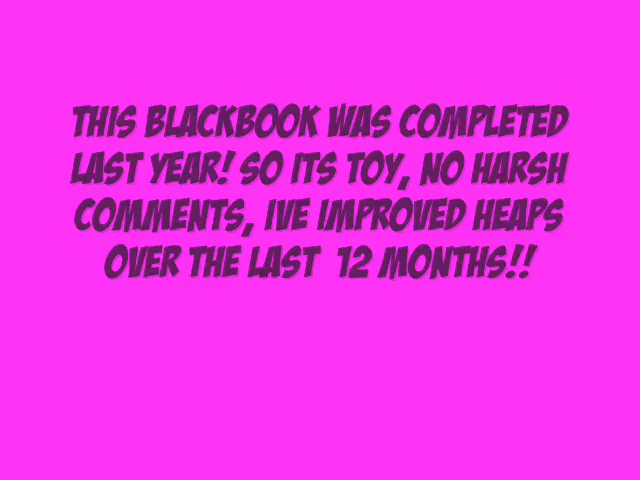 THIS BLACKBOOK WAS COMPLETED
LAST YEAR! SO ITS TOY, NO HARSH
COMMENTS, IVE IMPROVED HEAPS
OVER THE LAST 12 MONTHS!!